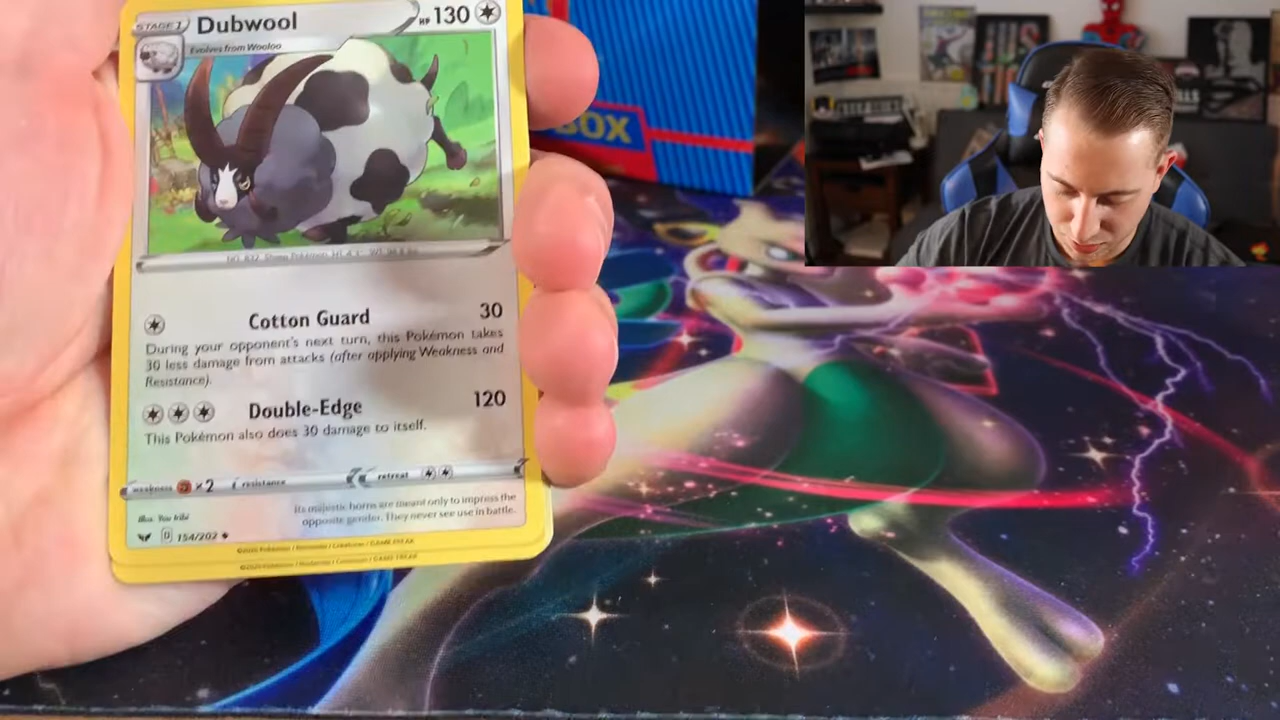 STAGE 1
Dubwool
HP 130
Evolves from Wooloo
BOX
Cotton Guard 30
During your opponent's next turn, this Pokémon takes
30 less damage from attacks (after applying Weakness and
Resistance).
Double-Edge 120
This Pokémon also does 30 damage to itself.
weakness ×2 resistance retreat
Its majestic horns are meant only to impress the
opposite gender. They never see use in battle.
154/202